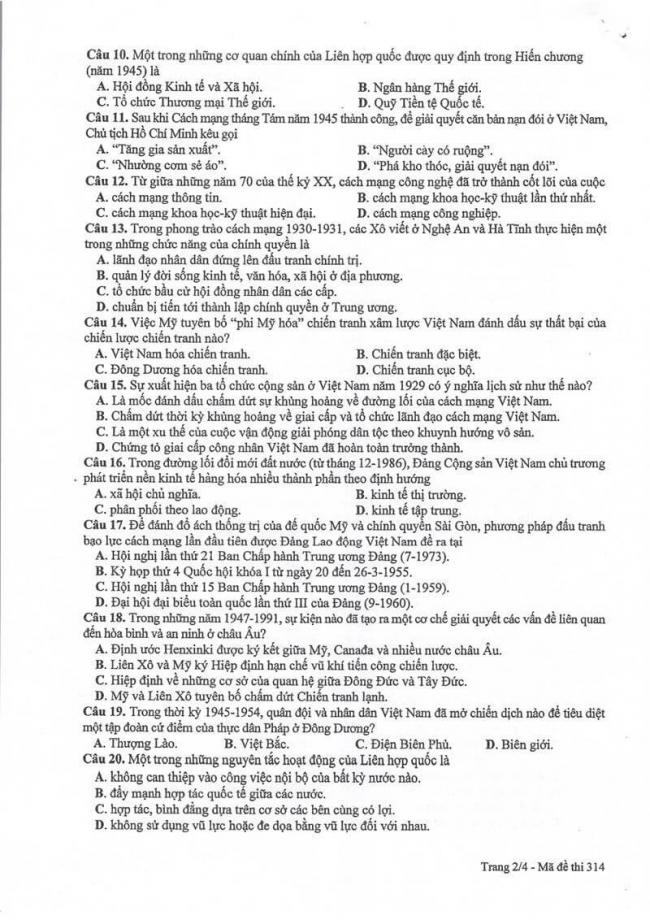 Câu 10. Một trong những cơ quan chính của Liên hợp quốc được quy định trong Hiến chương
(năm 1945) là
A. Hội đồng Kinh tế và Xã hội. B. Ngân hàng Thế giới.
C. Tổ chức Thương mại Thế giới. D. Quỹ Tiền tệ Quốc tế.
Câu 11. Sau khi Cách mạng tháng Tám năm 1945 thành công, để giải quyết căn bản nạn đói ở Việt Nam,
Chủ tịch Hồ Chí Minh kêu gọi
A. “Tăng gia sản xuất”. B. “Người cày có ruộng”.
C. “Nhường cơm sẻ áo”. D. “Phá kho thóc, giải quyết nạn đói”.
Câu 12. Từ giữa những năm 70 của thế kỷ XX, cách mạng công nghệ đã trở thành cốt lõi của cuộc
A. cách mạng thông tin. B. cách mạng khoa học-kỹ thuật lần thứ nhất.
C. cách mạng khoa học-kỹ thuật hiện đại. D. cách mạng công nghiệp.
Câu 13. Trong phong trào cách mạng 1930-1931, các Xô viết ở Nghệ An và Hà Tĩnh thực hiện một
trong những chức năng của chính quyền là
A. lãnh đạo nhân dân đứng lên đấu tranh chính trị.
B. quản lý đời sống kinh tế, văn hóa, xã hội ở địa phương.
C. tổ chức bầu cử hội đồng nhân dân các cấp.
D. chuẩn bị tiến tới thành lập chính quyền ở Trung ương.
Câu 14. Việc Mỹ tuyên bố “phi Mỹ hóa” chiến tranh xâm lược Việt Nam đánh dấu sự thất bại của
chiến lược chiến tranh nào?
A. Việt Nam hóa chiến tranh. B. Chiến tranh đặc biệt.
C. Đông Dương hóa chiến tranh. D. Chiến tranh cục bộ.
Câu 15. Sự xuất hiện ba tổ chức cộng sản ở Việt Nam năm 1929 có ý nghĩa lịch sử như thế nào?
A. Là mốc đánh dấu chấm dứt sự khủng hoảng về đường lối của cách mạng Việt Nam.
B. Chấm dứt thời kỳ khủng hoảng về giai cấp và tổ chức lãnh đạo cách mạng Việt Nam.
C. Là một xu thế của cuộc vận động giải phóng dân tộc theo khuynh hướng vô sản.
D. Chứng tỏ giai cấp công nhân Việt Nam đã hoàn toàn trưởng thành.
Câu 16. Trong đường lối đổi mới đất nước (từ tháng 12-1986), Đảng Cộng sản Việt Nam chủ trương
phát triển nền kinh tế hàng hóa nhiều thành phần theo định hướng
A. xã hội chủ nghĩa. B. kinh tế thị trường.
C. phân phối theo lao động. D. kinh tế tập trung.
Câu 17. Để đánh đổ ách thống trị của đế quốc Mỹ và chính quyền Sài Gòn, phương pháp đấu tranh
bạo lực cách mạng lần đầu tiên được Đảng Lao động Việt Nam đề ra tại
A. Hội nghị lần thứ 21 Ban Chấp hành Trung ương Đảng (7-1973).
B. Kỳ họp thứ 4 Quốc hội khóa I từ ngày 20 đến 26-3-1955.
C. Hội nghị lần thứ 15 Ban Chấp hành Trung ương Đảng (1-1959).
D. Đại hội đại biểu toàn quốc lần thứ III của Đảng (9-1960).
Câu 18. Trong những năm 1947-1991, sự kiện nào đã tạo ra một cơ chế giải quyết các vấn đề liên quan
đến hòa bình và an ninh ở châu Âu?
A. Định ước Henxinki được ký kết giữa Mỹ, Canađa và nhiều nước châu Âu.
B. Liên Xô và Mỹ ký Hiệp định hạn chế vũ khí tiến công chiến lược.
C. Hiệp định về những cơ sở của quan hệ giữa Đông Đức và Tây Đức.
D. Mỹ và Liên Xô tuyên bố chấm dứt Chiến tranh lạnh.
Câu 19. Trong thời kỳ 1945-1954, quân đội và nhân dân Việt Nam đã mở chiến dịch nào để tiêu diệt
một tập đoàn cứ điểm của thực dân Pháp ở Đông Dương?
A. Thượng Lào. B. Việt Bắc. C. Điện Biên Phủ. D. Biên giới.
Câu 20. Một trong những nguyên tắc hoạt động của Liên hợp quốc là
A. không can thiệp vào công việc nội bộ của bất kỳ nước nào.
B. đẩy mạnh hợp tác quốc tế giữa các nước.
C. hợp tác, bình đẳng dựa trên cơ sở các bên cùng có lợi.
D. không sử dụng vũ lực hoặc đe dọa bằng vũ lực đối với nhau.
Trang 2/4 - Mã đề thi 314